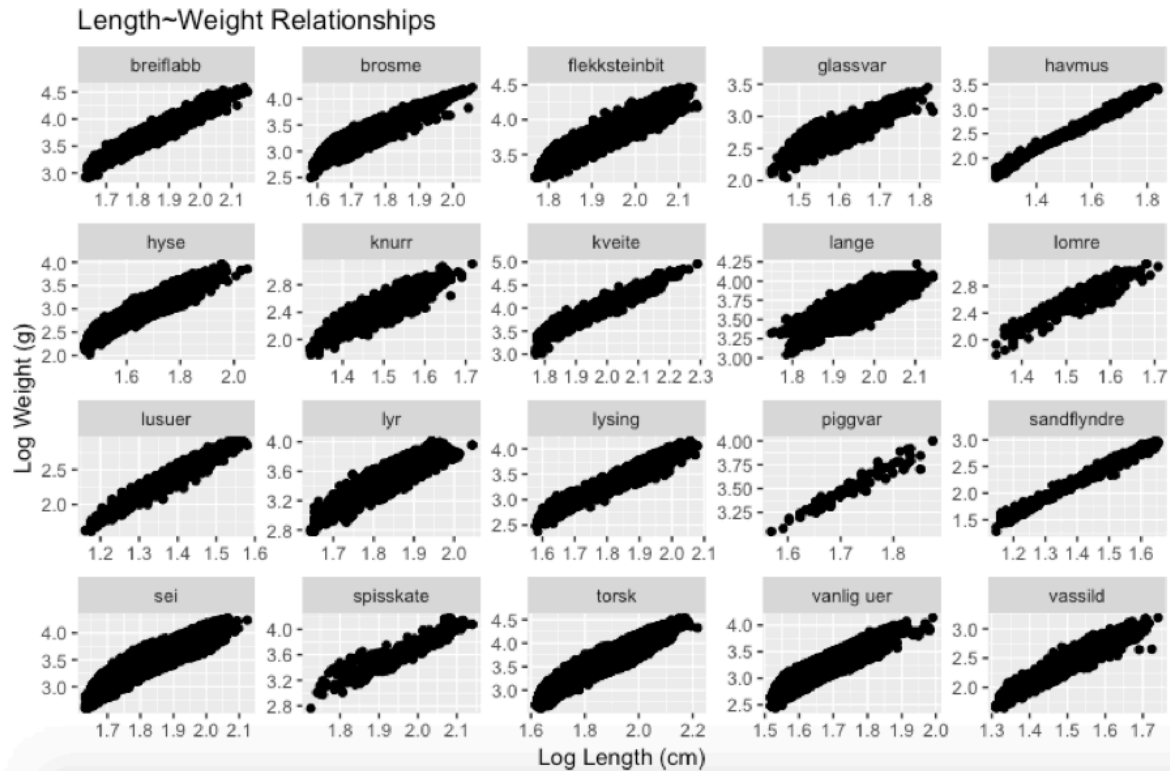 Length~Weight Relationships
breiflabb brosme flekksteinbit glassvar havmus
4.5 4.0 3.5 3.0
4.0 3.5 3.0 2.5
4.5 4.0 3.5
3.5 3.0 2.5 2.0
3.5 3.0 2.5 2.0
1.7 1.8 1.9 2.0 2.1
1.6 1.7 1.8 1.9 2.0
1.8 1.9 2.0 2.1
1.5 1.6 1.7 1.8
1.4 1.6 1.8
hyse knurr kveite lange lomre
4.0 3.5 3.0 2.5 2.0
2.8 2.4 2.0
5.0 4.5 4.0 3.5 3.0
4.25 4.00 3.75 3.50 3.25 3.00
2.8 2.4 2.0
1.6 1.8 2.0
1.4 1.5 1.6 1.7
1.8 1.9 2.0 2.1 2.2 2.3
1.8 1.9 2.0 2.1
1.4 1.5 1.6 1.7
Log Weight (g)
lusuer lyr lysing piggvar sandflyndre
2.5 2.0
4.0 3.6 3.2 2.8
4.0 3.5 3.0 2.5
4.00 3.75 3.50 3.25
3.0 2.5 2.0 1.5
1.2 1.3 1.4 1.5 1.6
1.7 1.8 1.9 2.0
1.6 1.7 1.8 1.9 2.0 2.1
1.6 1.7 1.8
1.2 1.3 1.4 1.5 1.6
sei spisskate torsk vanlig uer vassild
4.0 3.5 3.0
4.0 3.6 3.2 2.8
4.5 4.0 3.5 3.0
4.0 3.5 3.0 2.5
3.0 2.5 2.0
1.7 1.8 1.9 2.0 2.1
1.8 1.9 2.0 2.1
1.6 1.8 2.0 2.2
1.5 1.6 1.7 1.8 1.9 2.0
1.3 1.4 1.5 1.6 1.7
Log Length (cm)